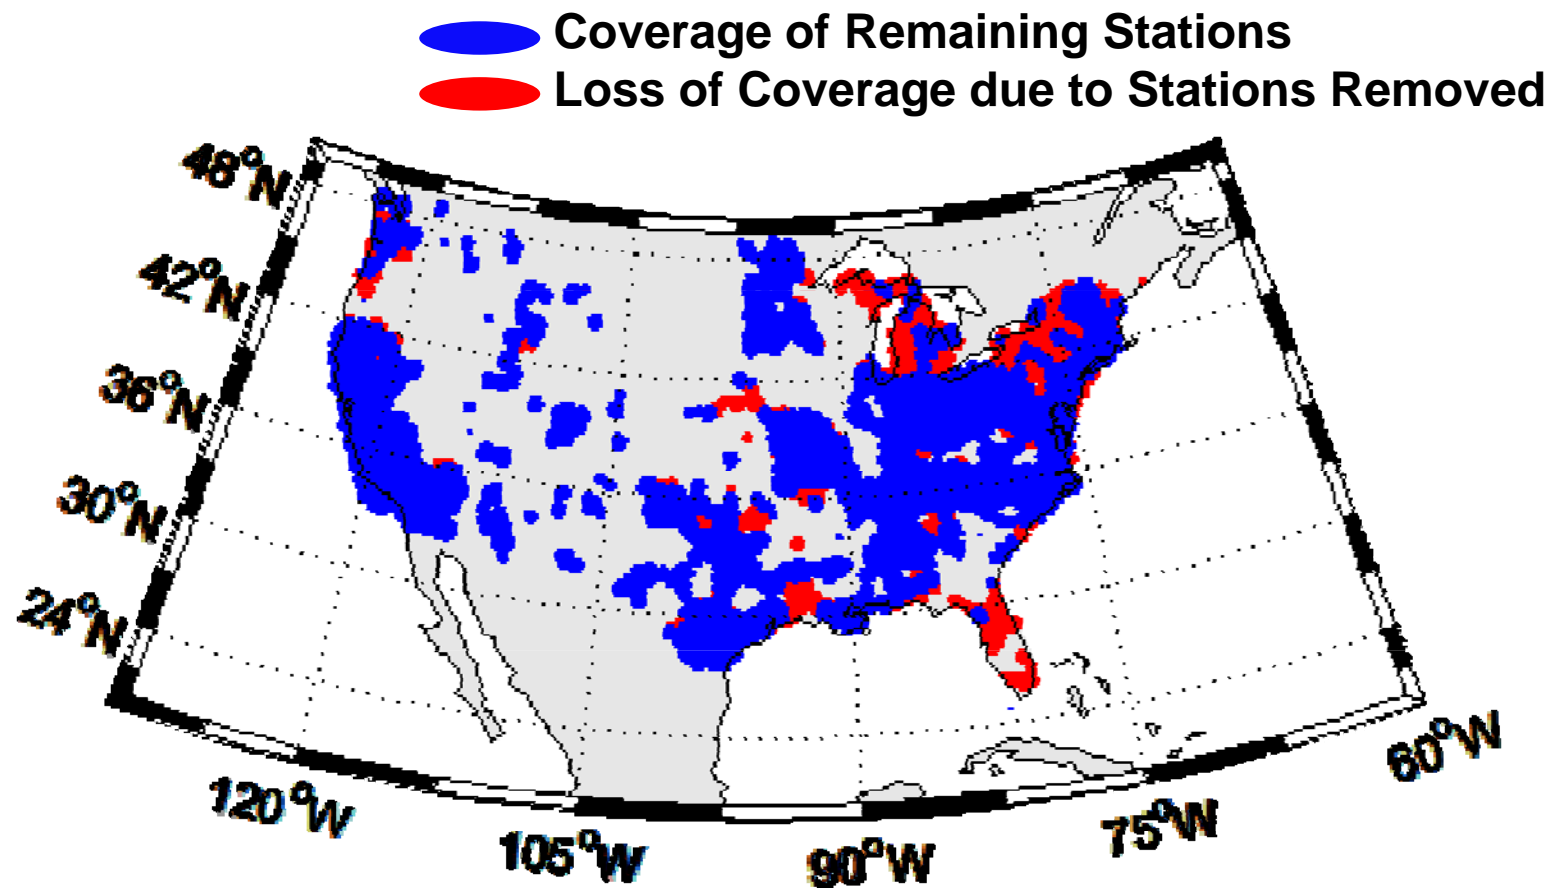 Coverage of Remaining Stations
Loss of Coverage due to Stations Removed
48°N
42°N
36°N
30°N
24°N
120°W
105°W
90°W
75°W
60°W